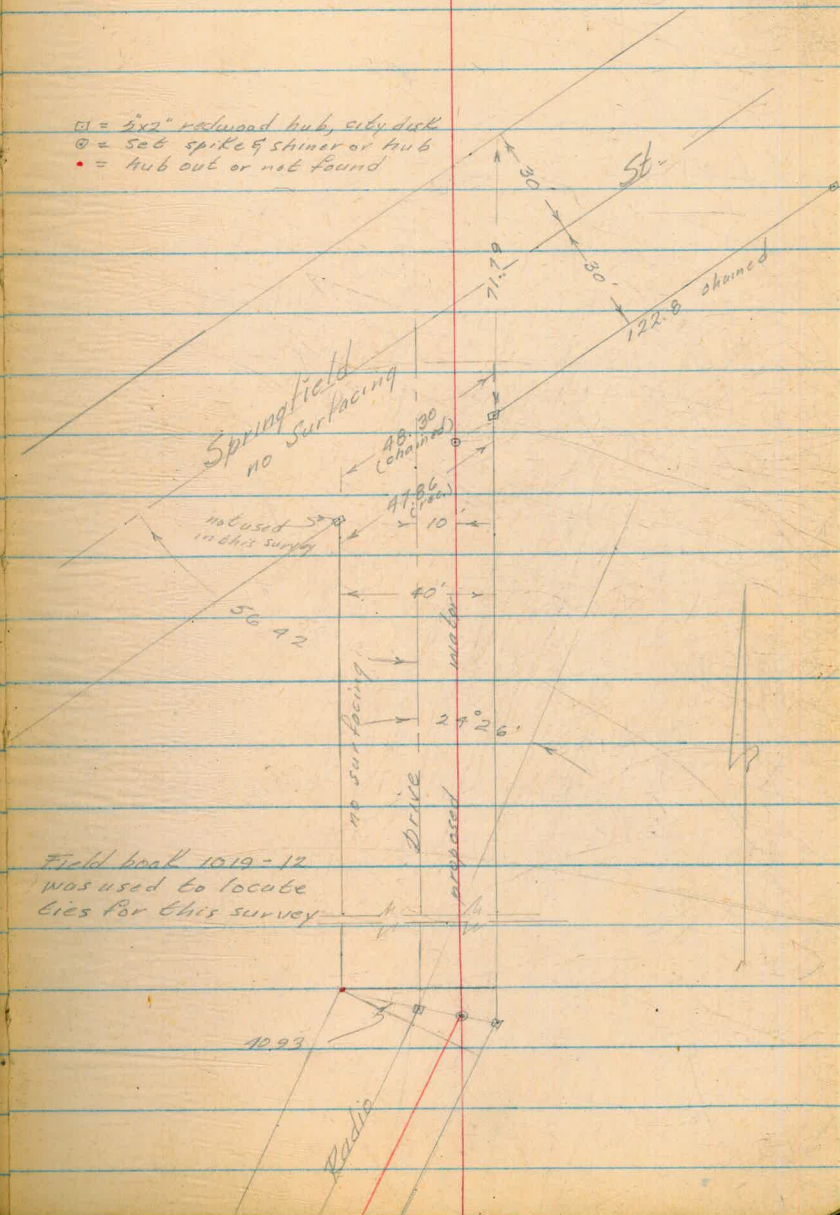 ⊡ = 2"x2" redwood hub, city disk
⊙ = set spike & shiner or hub
• = hub out or not found
St.
30'
30'
71.79
122.8 chained
Springfield
no surfacing
48.30
(chained)
47.86
(rec.)
10'
not used
in this survey
40'
56 42
water
no surfacing
24°26'
Drive
proposed
Field book 1019-12
was used to locate
ties for this survey
40.93
Radio